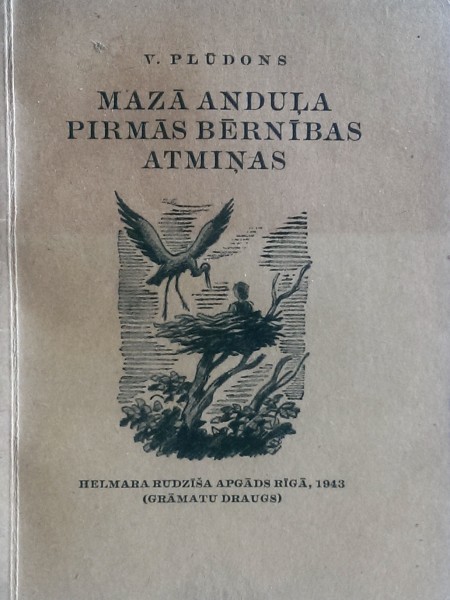 V. PLŪDONS
MAZĀ ANDUĻA
PIRMĀS BĒRNĪBAS
ATMIŅAS
HELMARA RUDZĪŠA APGĀDS RĪGĀ, 1943
(GRĀMATU DRAUGS)